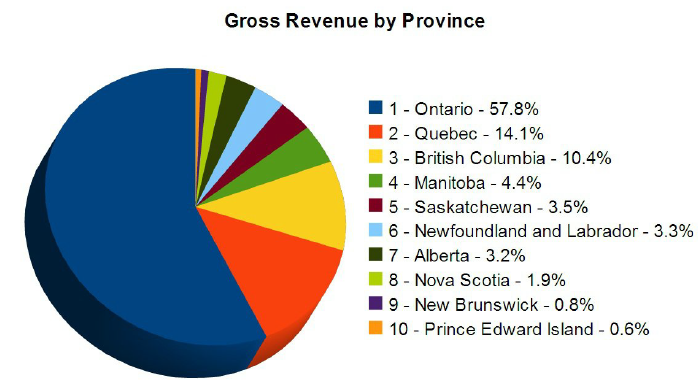 Gross Revenue by Province
1 - Ontario - 57.8%
2 - Quebec - 14.1%
3 - British Columbia - 10.4%
4 - Manitoba - 4.4%
5 - Saskatchewan - 3.5%
6 - Newfoundland and Labrador - 3.3%
7 - Alberta - 3.2%
8 - Nova Scotia - 1.9%
9 - New Brunswick - 0.8%
10 - Prince Edward Island - 0.6%